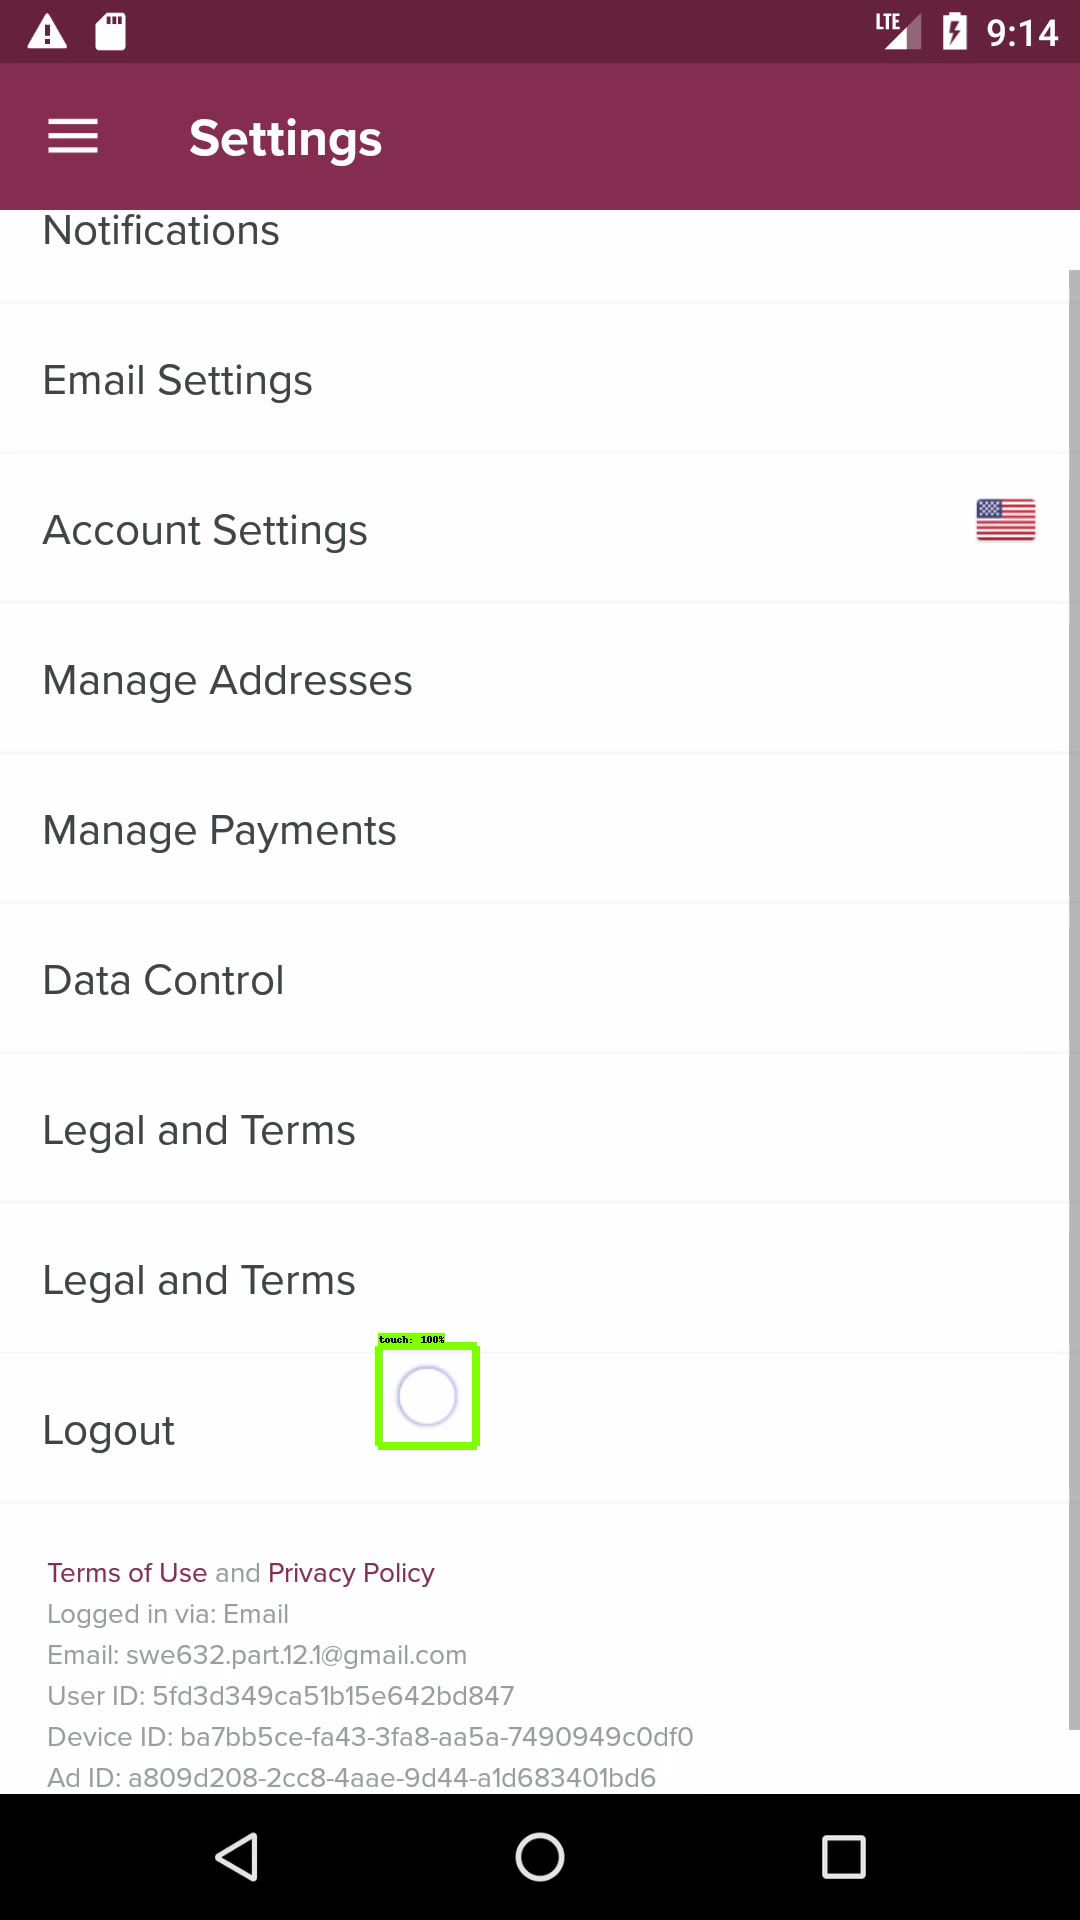 LTE 9:14
Settings
Notifications
Email Settings
Account Settings
Manage Addresses
Manage Payments
Data Control
Legal and Terms
Legal and Terms
touch: 100%
Logout
Terms of Use and Privacy Policy
Logged in via: Email
Email: swe632.part.12.1@gmail.com
User ID: 5fd3d349ca51b15e642bd847
Device ID: ba7bb5ce-fa43-3fa8-aa5a-7490949c0df0
Ad ID: a809d208-2cc8-4aae-9d44-a1d683401bd6